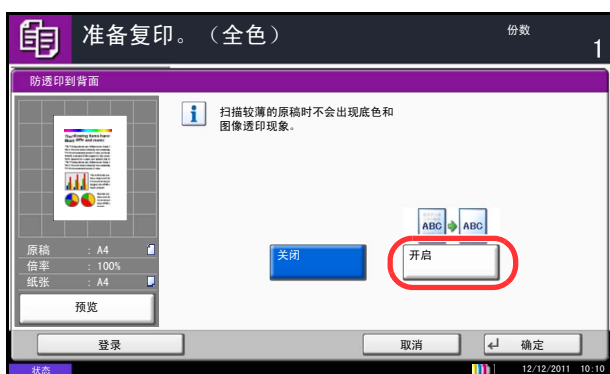 准备复印。（全色）
份数
1
防透印到背面
扫描较薄的原稿时不会出现底色和
图像透印现象。
ABC ABC
关闭
开启
原稿 : A4
倍率 : 100%
纸张 : A4
预览
登录
取消
确定
状态
12/12/2011 10:10